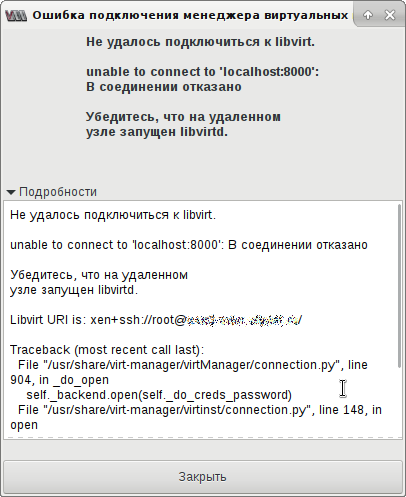 Ошибка подключения менеджера виртуальных
Не удалось подключиться к libvirt.
unable to connect to 'localhost:8000':
В соединении отказано
Убедитесь, что на удаленном
узле запущен libvirtd.
Подробности
Не удалось подключиться к libvirt.
unable to connect to 'localhost:8000': В соединении отказано
Убедитесь, что на удаленном
узле запущен libvirtd.
Libvirt URI is: xen+ssh://root@ /
Traceback (most recent call last):
File "/usr/share/virt-manager/virtManager/connection.py", line
904, in _do_open
self._backend.open(self._do_creds_password)
File "/usr/share/virt-manager/virtinst/connection.py", line 148, in
open
Закрыть